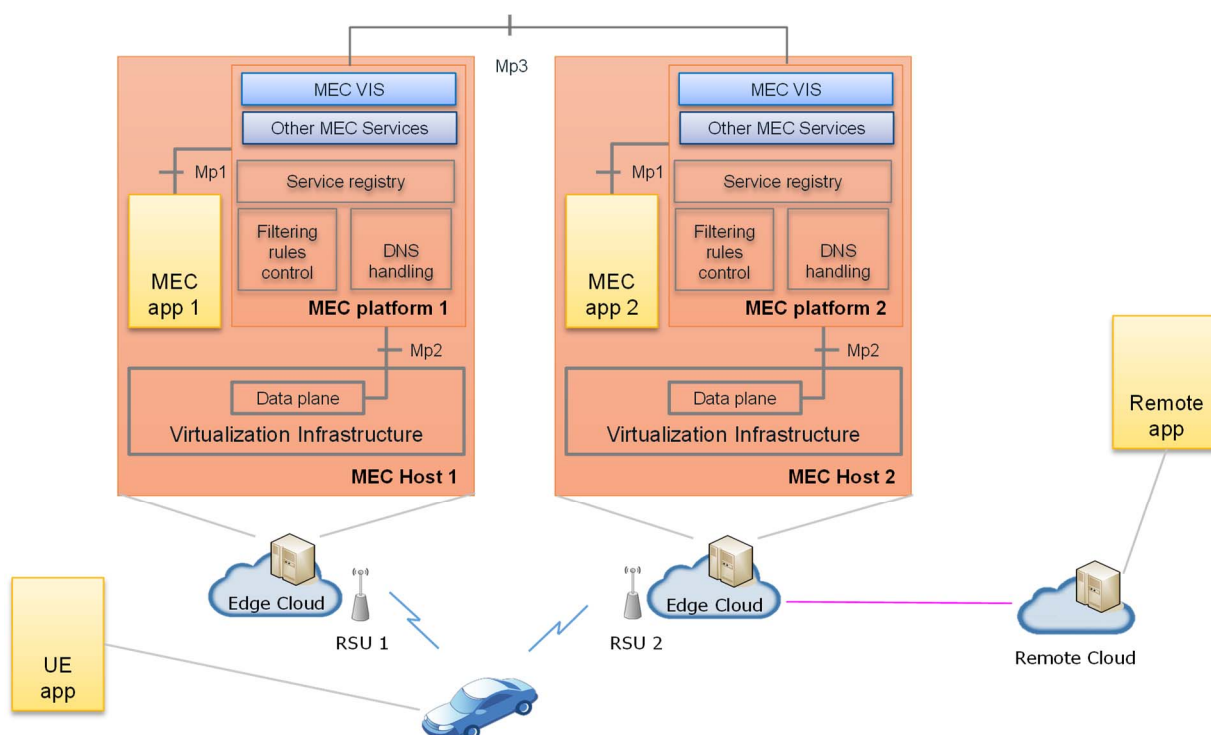 Mp3
MEC VIS
Other MEC Services
Mp1
Service registry
Filtering
rules
control
DNS
handling
MEC
app 1
MEC platform 1
Mp2
Data plane
Virtualization Infrastructure
MEC Host 1
MEC VIS
Other MEC Services
Mp1
Service registry
Filtering
rules
control
DNS
handling
MEC
app 2
MEC platform 2
Mp2
Data plane
Virtualization Infrastructure
MEC Host 2
Remote
app
Edge Cloud
RSU 1
RSU 2
Edge Cloud
Remote Cloud
UE
app